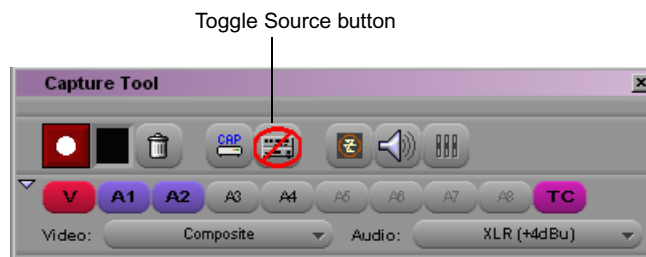 Toggle Source button
Capture Tool
CAP
V A1 A2 A3 A4 A5 A6 A7 A8 TC
Video: Composite Audio: XLR (+4dBu)